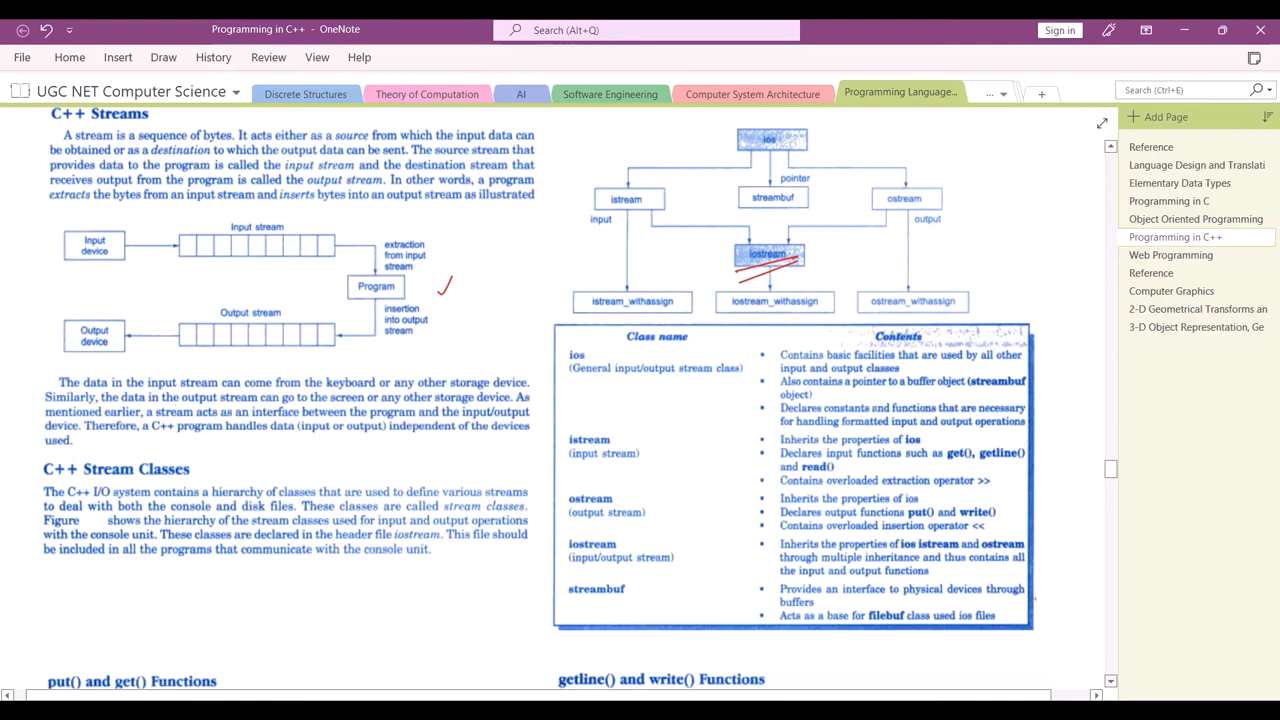 Programming in C++ - OneNote
Search (Alt+Q)
Sign in
File
Home
Insert
Draw
History
Review
View
Help
UGC NET Computer Science
Discrete Structures
Theory of Computation
AI
Software Engineering
Computer System Architecture
Programming Language...
...
Search (Ctrl+E)
Add Page
Reference
Language Design and Translati
Elementary Data Types
Programming in C
Object Oriented Programming
Programming in C++
Web Programming
Reference
Computer Graphics
2-D Geometrical Transforms an
3-D Object Representation, Ge
C++ Streams
A stream is a sequence of bytes. It acts either as a source from which the input data can
be obtained or as a destination to which the output data can be sent. The source stream that
provides data to the program is called the input stream and the destination stream that
receives output from the program is called the output stream. In other words, a program
extracts the bytes from an input stream and inserts bytes into an output stream as illustrated
Input stream
Input
device
extraction
from input
stream
Program
Output stream
insertion
into output
stream
Output
device
The data in the input stream can come from the keyboard or any other storage device.
Similarly, the data in the output stream can go to the screen or any other storage device. As
mentioned earlier, a stream acts as an interface between the program and the input/output
device. Therefore, a C++ program handles data (input or output) independent of the devices
used.
C++ Stream Classes
The C++ I/O system contains a hierarchy of classes that are used to define various streams
to deal with both the console and disk files. These classes are called stream classes.
Figure shows the hierarchy of the stream classes used for input and output operations
with the console unit. These classes are declared in the header file iostream. This file should
be included in all the programs that communicate with the console unit.
put() and get() Functions
ios
pointer
istream
streambuf
ostream
input
output
iostream
istream_withassign
iostream_withassign
ostream_withassign
Class name
Contents
ios
(General input/output stream class)
▪ Contains basic facilities that are used by all other
input and output classes
▪ Also contains a pointer to a buffer object (streambuf
object)
▪ Declares constants and functions that are necessary
for handling formatted input and output operations
istream
(input stream)
▪ Inherits the properties of ios
▪ Declares input functions such as get(), getline()
and read()
▪ Contains overloaded extraction operator >>
ostream
(output stream)
▪ Inherits the properties of ios
▪ Declares output functions put() and write()
▪ Contains overloaded insertion operator <<
iostream
(input/output stream)
▪ Inherits the properties of ios istream and ostream
through multiple inheritance and thus contains all
the input and output functions
streambuf
▪ Provides an interface to physical devices through
buffers
▪ Acts as a base for filebuf class used ios files
getline() and write() Functions